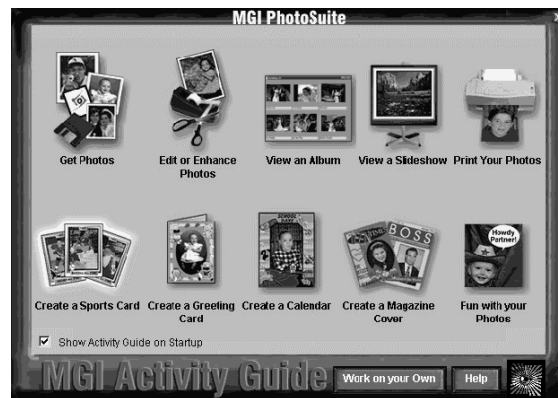 MGI PhotoSuite
Get Photos
Edit or Enhance
Photos
View an Album
View a Slideshow
Print Your Photos
SCHOOL
DAYS
BOSS
Howdy
Partner!
Create a Sports Card
Create a Greeting
Card
Create a Calendar
Create a Magazine
Cover
Fun with your
Photos
Show Activity Guide on Startup
MGI Activity Guide
Work on your Own
Help